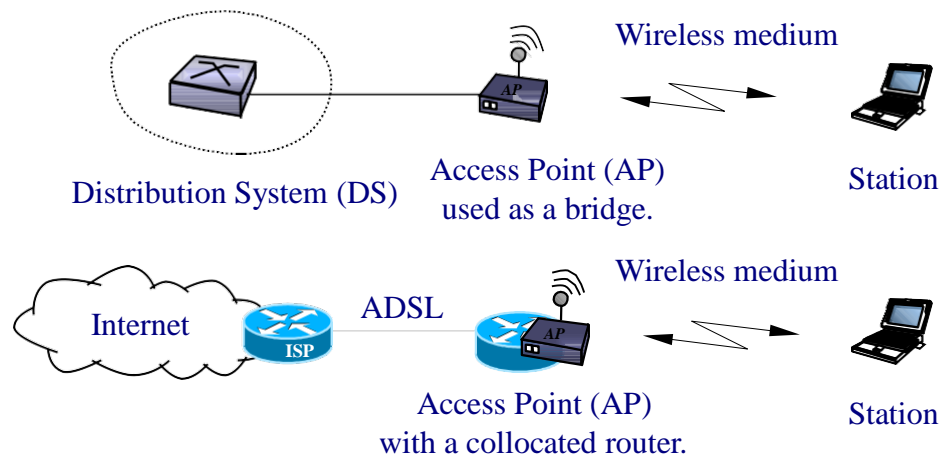 Wireless medium
AP
Distribution System (DS)
Access Point (AP)
used as a bridge.
Station
Wireless medium
Internet
ISP
ADSL
AP
Access Point (AP)
with a collocated router.
Station